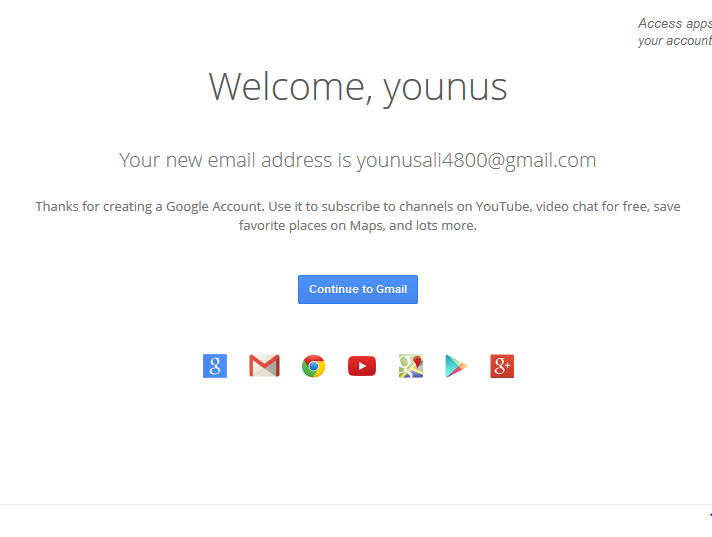 Access apps
your account
Welcome, younus
Your new email address is younusali4800@gmail.com
Thanks for creating a Google Account. Use it to subscribe to channels on YouTube, video chat for free, save
favorite places on Maps, and lots more.
Continue to Gmail
g
g+